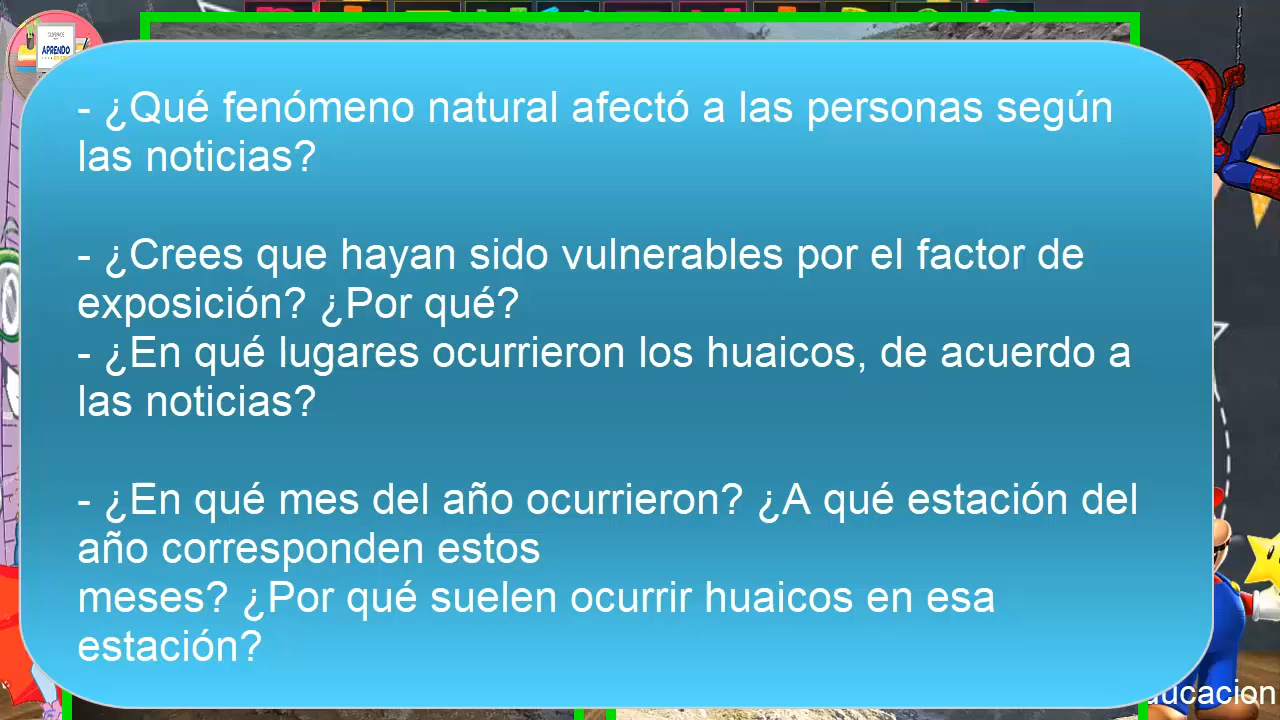 APRENDO
- ¿Qué fenómeno natural afectó a las personas según
las noticias?
- ¿Crees que hayan sido vulnerables por el factor de
exposición? ¿Por qué?
- ¿En qué lugares ocurrieron los huaicos, de acuerdo a
las noticias?
- ¿En qué mes del año ocurrieron? ¿A qué estación del
año corresponden estos
meses? ¿Por qué suelen ocurrir huaicos en esa
estación?
ducacion